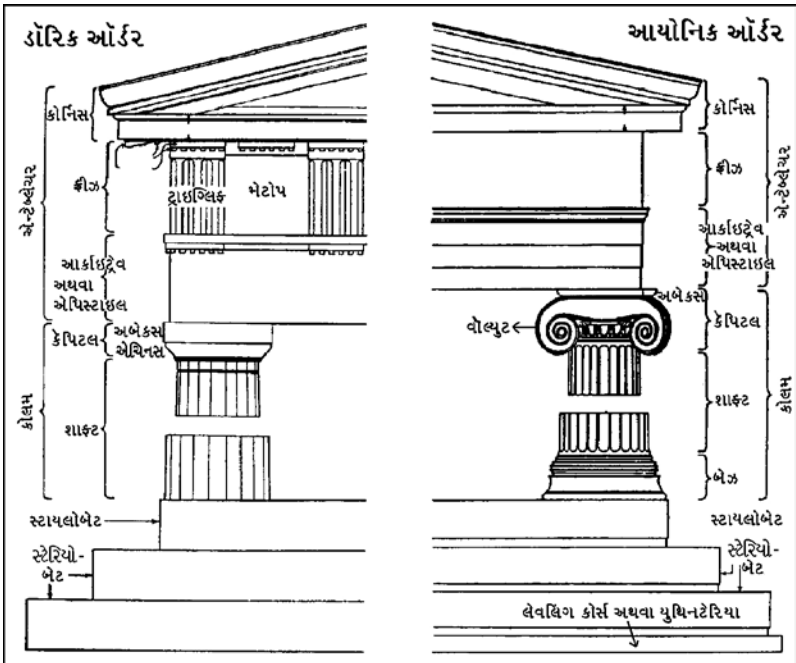 ડૉરિક ઑર્ડર
આયોનિક ઑર્ડર
કોર્નિસ
ફ્રીઝ
એન્ટેબ્લેચર
ટ્રાઇગ્લિફ
મેટોપ
આર્કાઇટ્રેવ
અથવા
એપિસ્ટાઇલ
કૅપિટલ
અબેકસ
એચિનસ
કોલમ
શાફ્ટ
સ્ટાયલોબેટ
સ્ટેરિયો-
બેટ
કોર્નિસ
ફ્રીઝ
એન્ટેબ્લેચર
આર્કાઇટ્રેવ
અથવા
એપિસ્ટાઇલ
અબેકસ
વૉલ્યુટ
કૅપિટલ
શાફ્ટ
કોલમ
બેઝ
સ્ટાયલોબેટ
સ્ટેરિયો-
બેટ
લેવલિંગ કોર્સ અથવા યુથિનટેરિયા